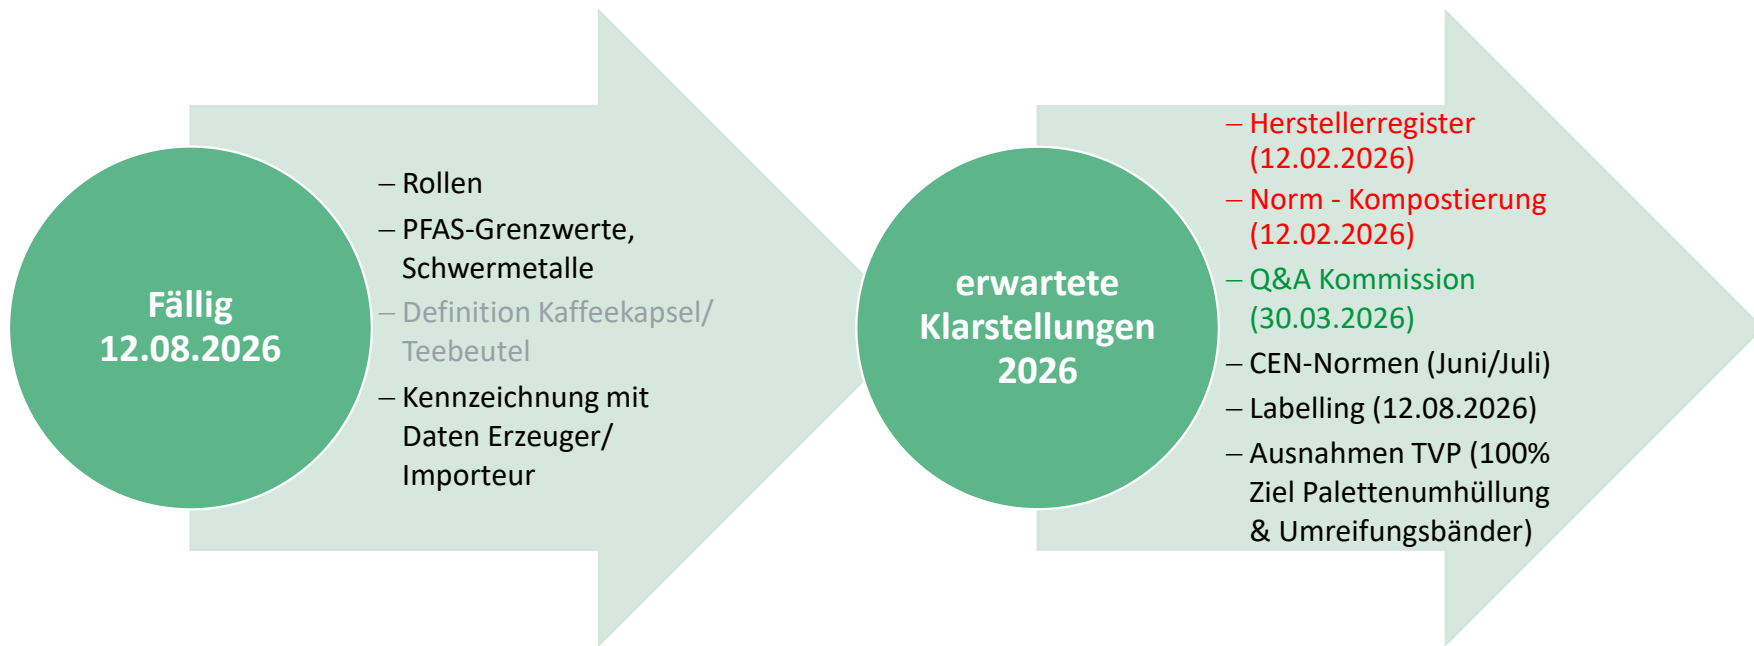 Fällig
12.08.2026
– Rollen
– PFAS-Grenzwerte,
Schwermetalle
– Definition Kaffeekapsel/
Teebeutel
– Kennzeichnung mit
Daten Erzeuger/
Importeur
erwartete
Klarstellungen
2026
– Herstellerregister
(12.02.2026)
– Norm - Kompostierung
(12.02.2026)
– Q&A Kommission
(30.03.2026)
– CEN-Normen (Juni/Juli)
– Labelling (12.08.2026)
– Ausnahmen TVP (100%
Ziel Palettenumhüllung
& Umreifungsbänder)